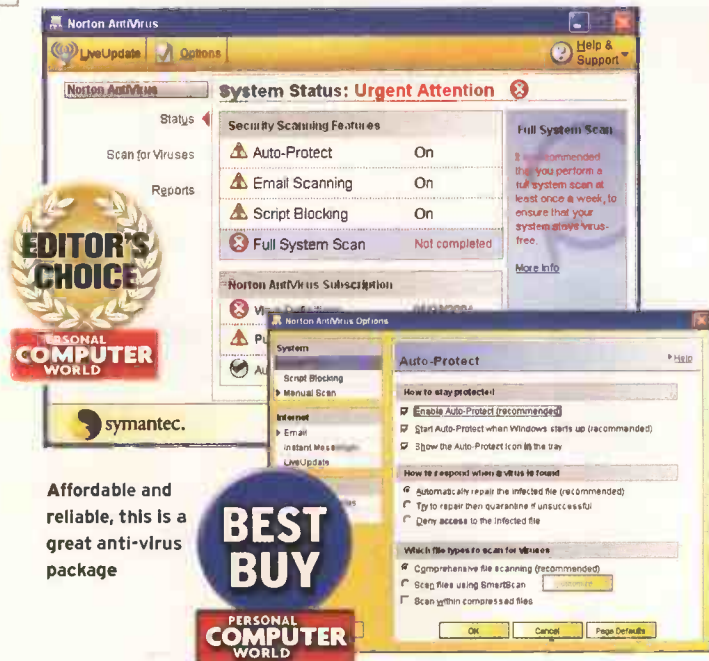 Norton AntiVirus
LiveUpdate
Options
Help &
Support
Norton AntiVirus
Status
Scan for Viruses
Reports
System Status: Urgent Attention
Security Scanning Features
Auto-Protect On
Email Scanning On
Script Blocking On
Full System Scan Not completed
Norton AntiVirus Subscription
Full System Scan
recommended
that you perform a
full system scan at
least once a week, to
ensure that your
system stays virus-
free.
More Info
symantec.
EDITOR'S
CHOICE
PERSONAL
COMPUTER
WORLD
Norton AntiVirus Options
System
Script Blocking
Manual Scan
Internet
Email
Instant Messenger
LiveUpdate
Auto-Protect
Help
How to stay protected
Enable Auto-Protect (recommended)
Start Auto-Protect when Windows starts up (recommended)
Show the Auto-Protect icon in the tray
How to respond when a virus is found
Automatically repair the infected file (recommended)
Try to repair then quarantine if unsuccessful
Deny access to the infected file
Which file types to scan for viruses
Comprehensive file scanning (recommended)
Scan files using SmartScan
Scan within compressed files
OK
Cancel
Page Defaults
Affordable and
reliable, this is a
great anti-virus
package
BEST
BUY
PERSONAL
COMPUTER
WORLD